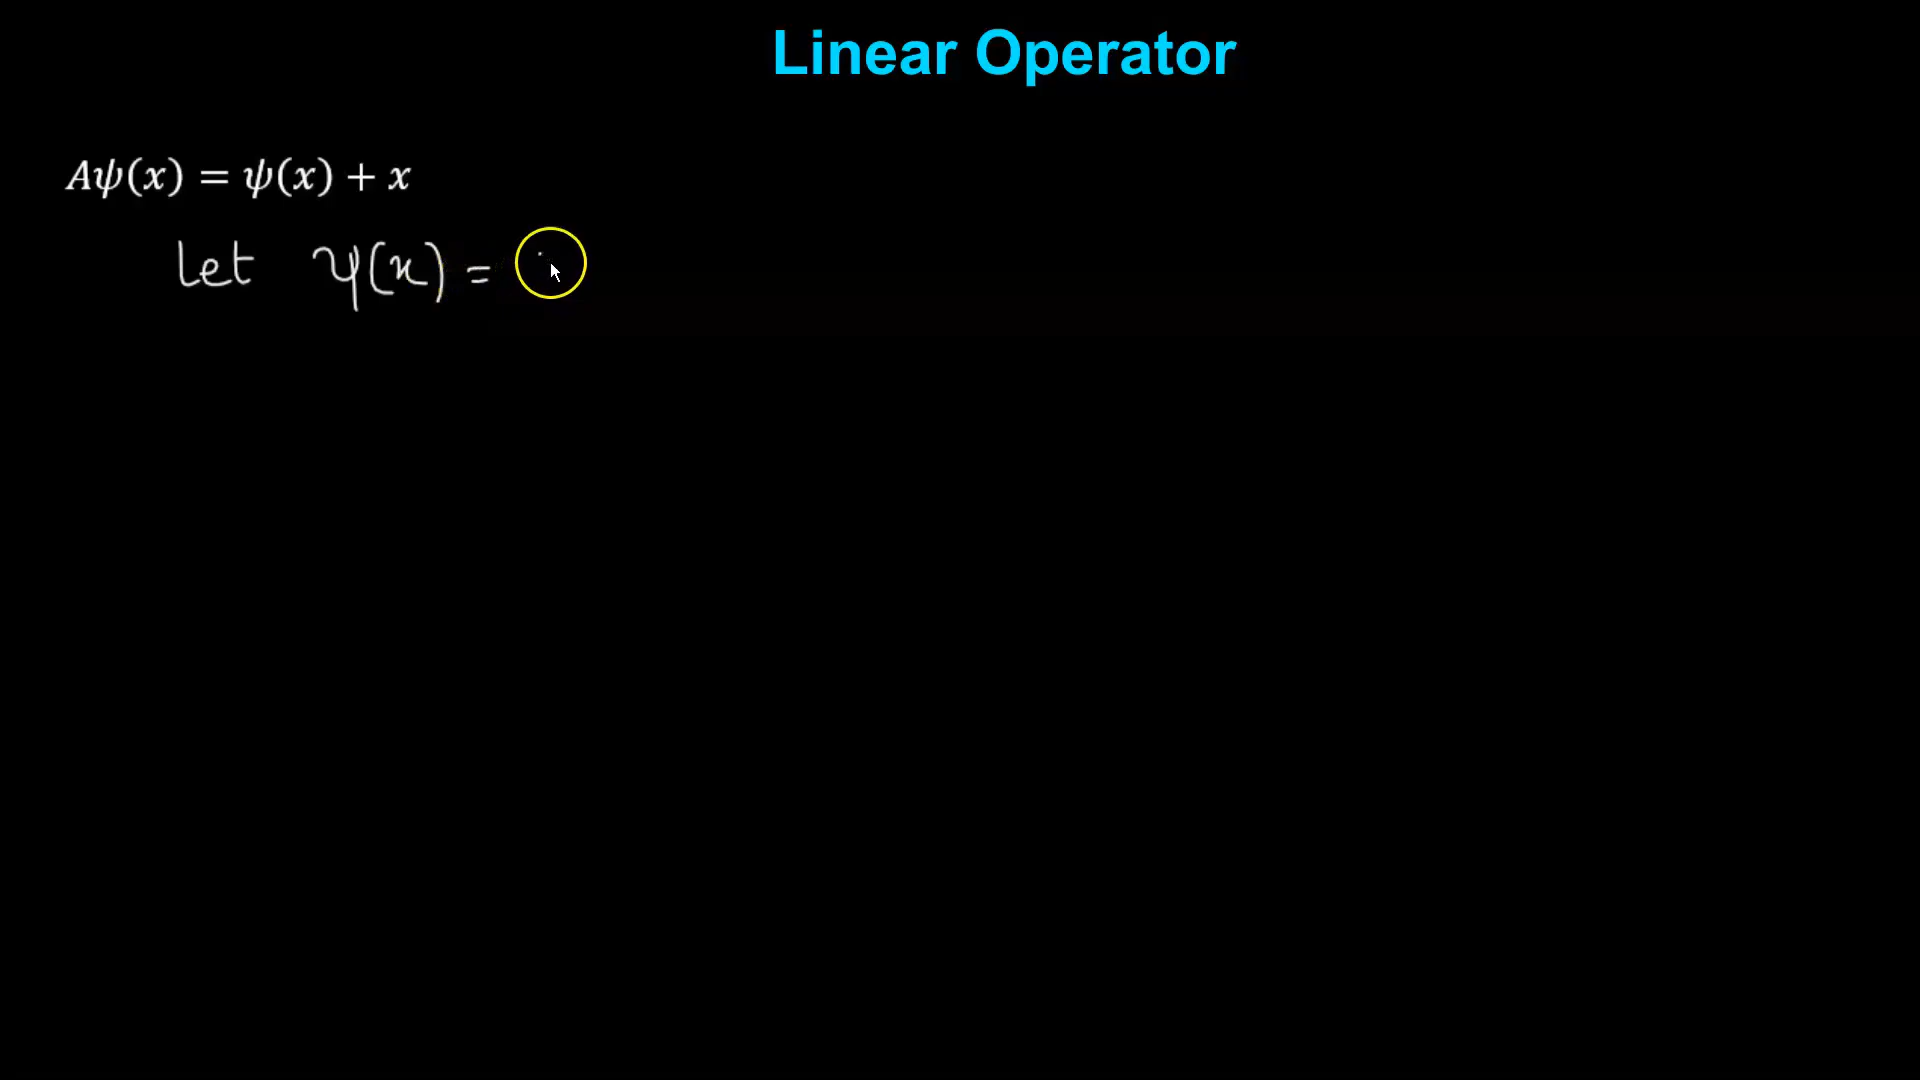 Linear Operator
Aψ(x) = ψ(x) + x
Let ψ(x) =